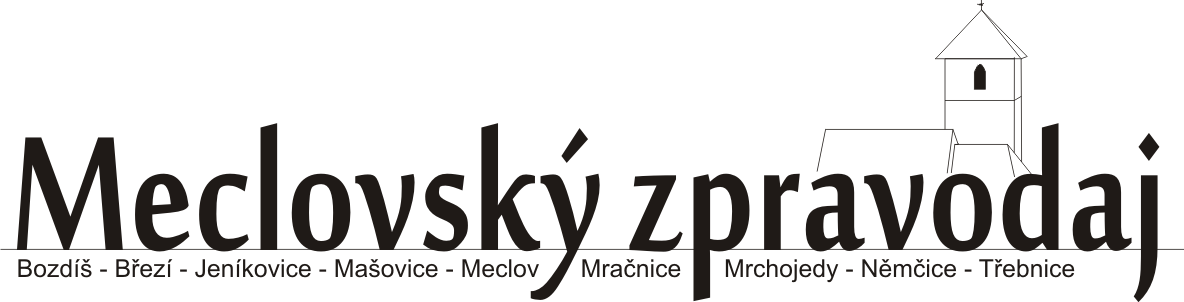 Meclovský zpravodaj
Bozdíš - Březí - Jeníkovice - Mašovice - Meclov Mračnice Mrchojedy - Němčice - Třebnice